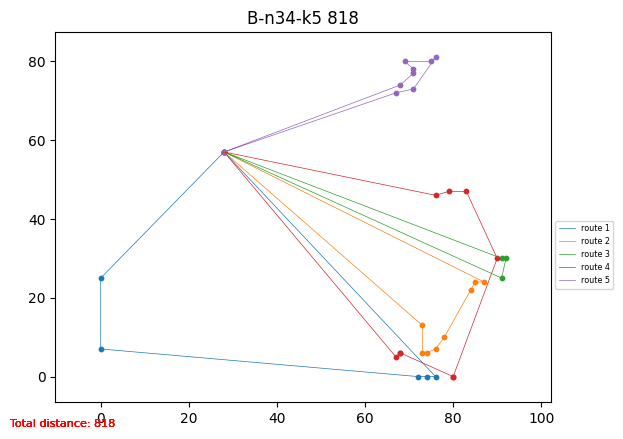 B-n34-k5 818
80
60
40
20
0
0 20 40 60 80 100
route 1
route 2
route 3
route 4
route 5
Total distance: 818